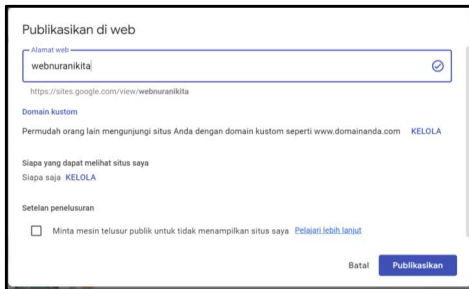 Publikasikan di web
Alamat web
webnuranikita
https://sites.google.com/view/webnuranikita
Domain kustom
Permudah orang lain mengunjungi situs Anda dengan domain kustom seperti www.domainanda.com KELOLA
Siapa yang dapat melihat situs saya
Siapa saja KELOLA
Setelan penelusuran
Minta mesin telusur publik untuk tidak menampilkan situs saya Pelajari lebih lanjut
Batal Publikasikan